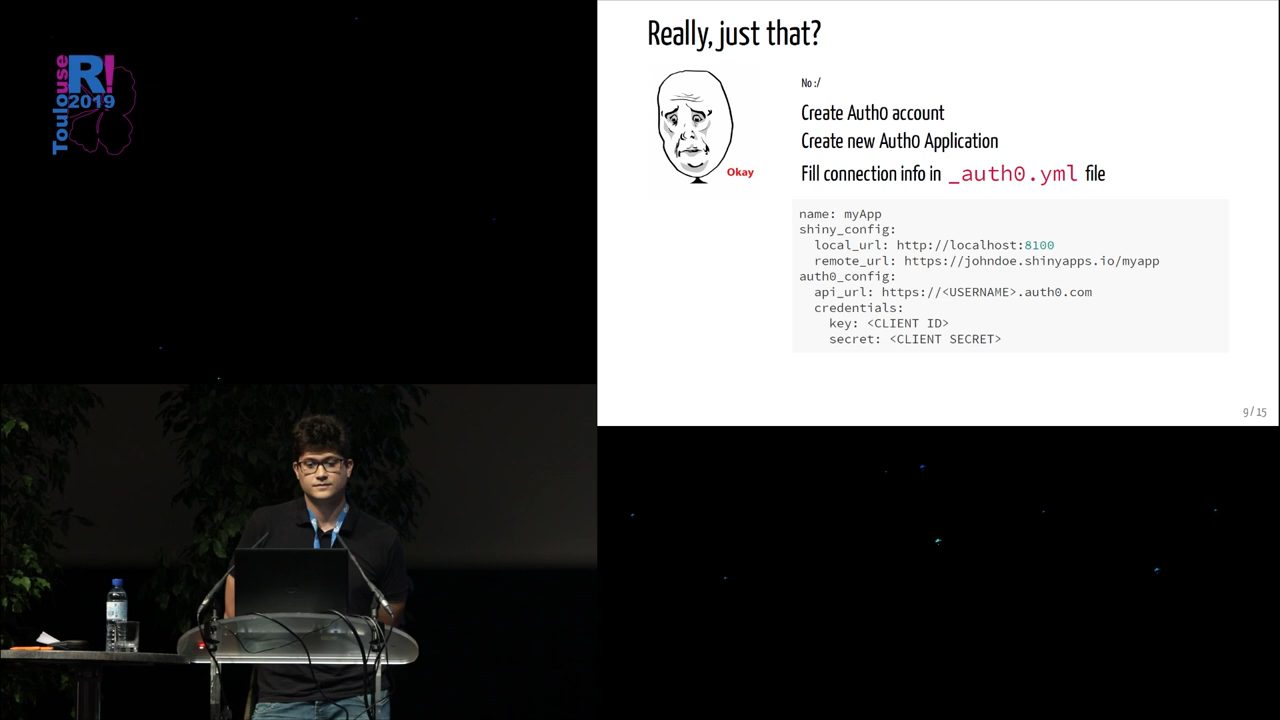 Toulouse
R!
2019
Really, just that?
No :/
Create Auth0 account
Create new Auth0 Application
Fill connection info in _auth0.yml file
Okay
name: myApp
shiny_config:
  local_url: http://localhost:8100
  remote_url: https://johndoe.shinyapps.io/myapp
auth0_config:
  api_url: https://<USERNAME>.auth0.com
  credentials:
    key: <CLIENT ID>
    secret: <CLIENT SECRET>
9 / 15